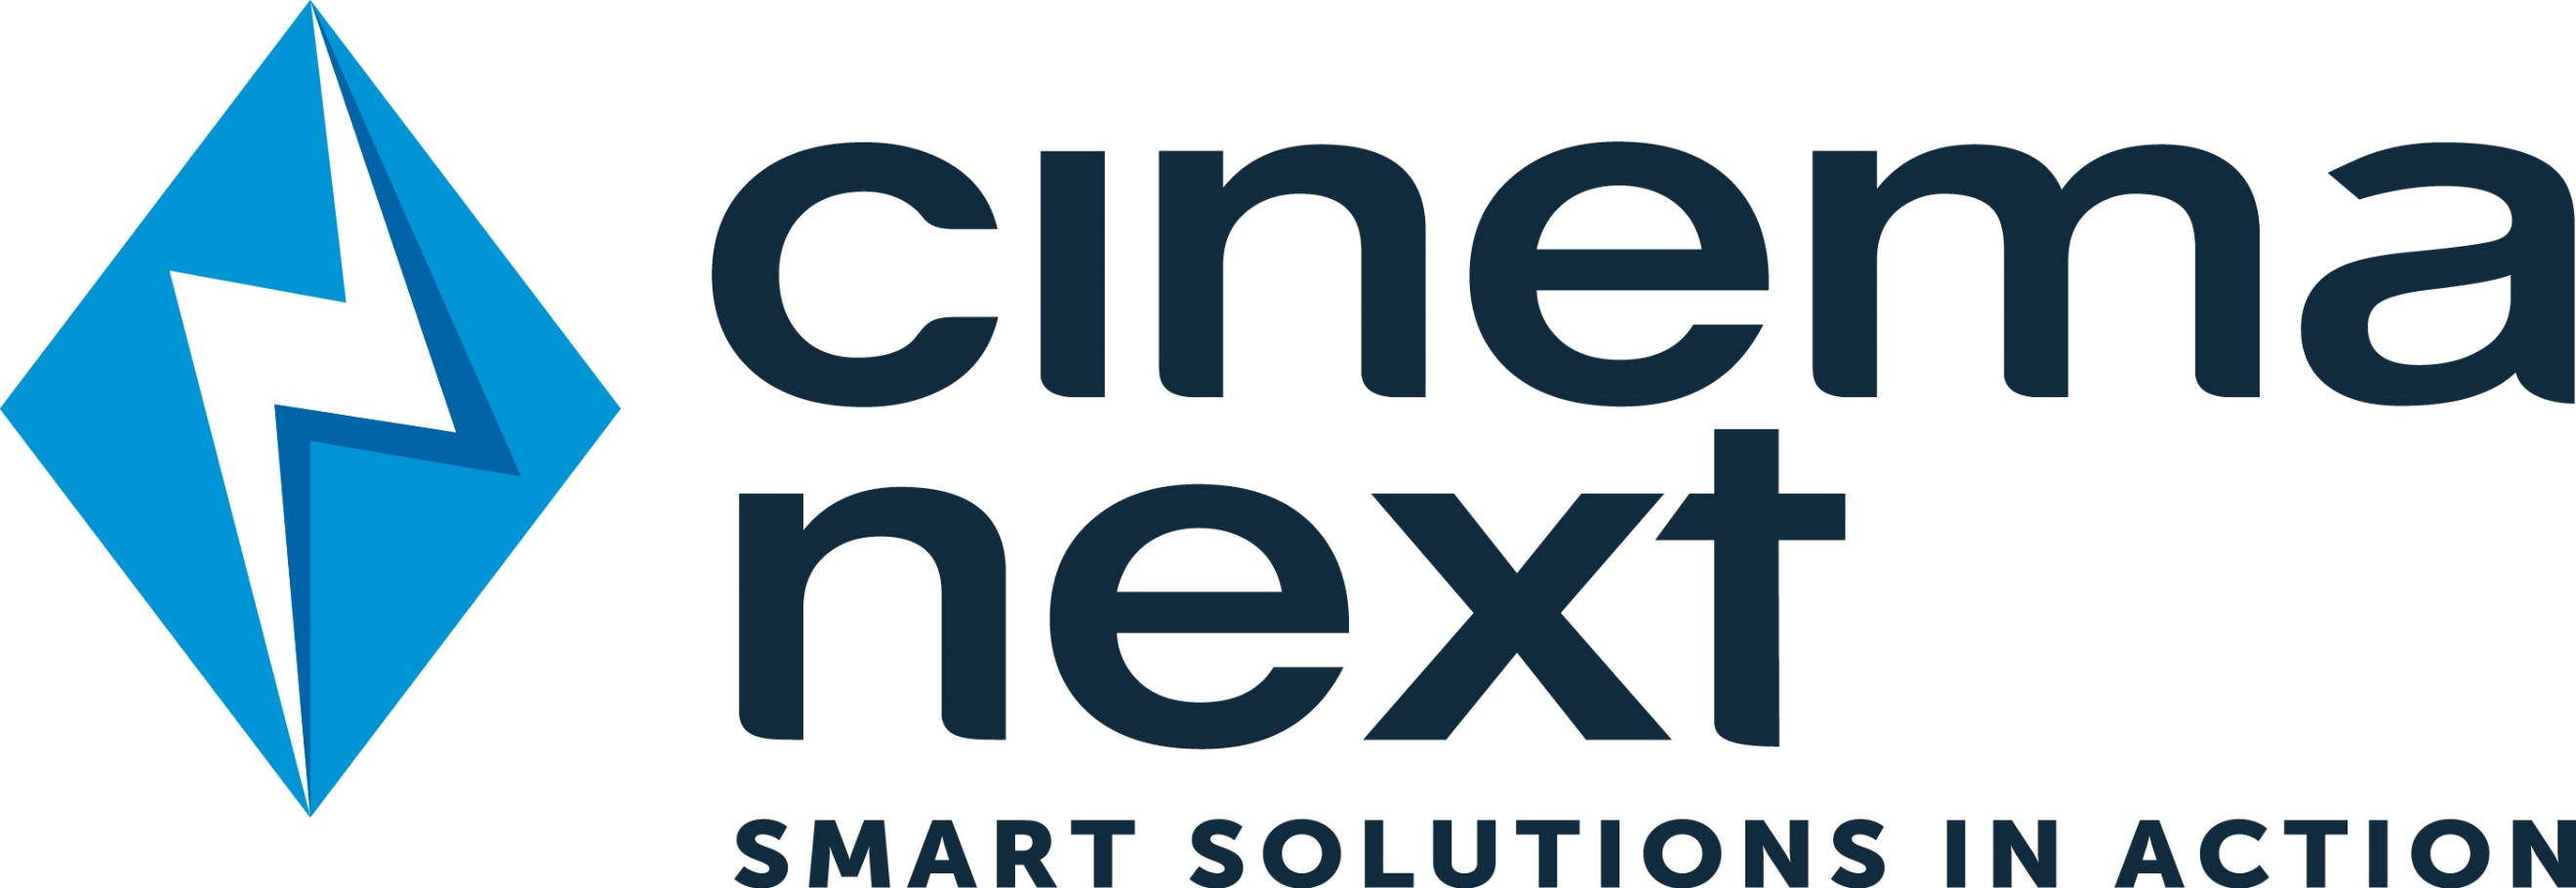 cinema
next
SMART SOLUTIONS IN ACTION